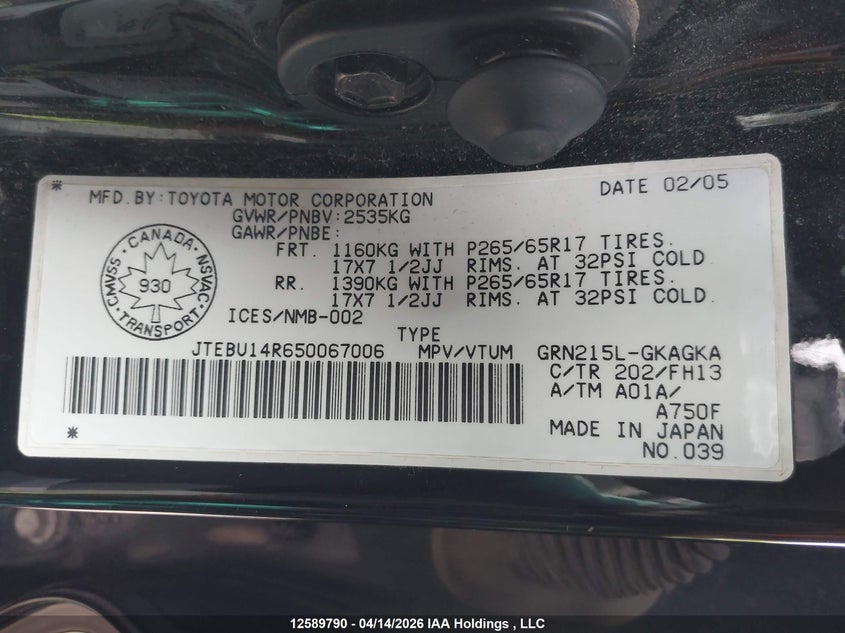 * MFD.BY:TOYOTA MOTOR CORPORATION DATE 02/05
GVWR/PNBV:2535KG
GAWR/PNBE:
FRT. 1160KG WITH P265/65R17 TIRES.
17X7 1/2JJ RIMS. AT 32PSI COLD.
RR. 1390KG WITH P265/65R17 TIRES.
17X7 1/2JJ RIMS. AT 32PSI COLD.
CMVSS · CANADA · NSVAC · TRANSPORT ·
930
ICES/NMB-002
TYPE
JTEBU14R650067006 MPV/VTUM GRN215L-GKAGKA
C/TR 202/FH13
A/TM A01A/
A750F
MADE IN JAPAN
* NO.039
12589790 - 04/14/2026 IAA Holdings , LLC